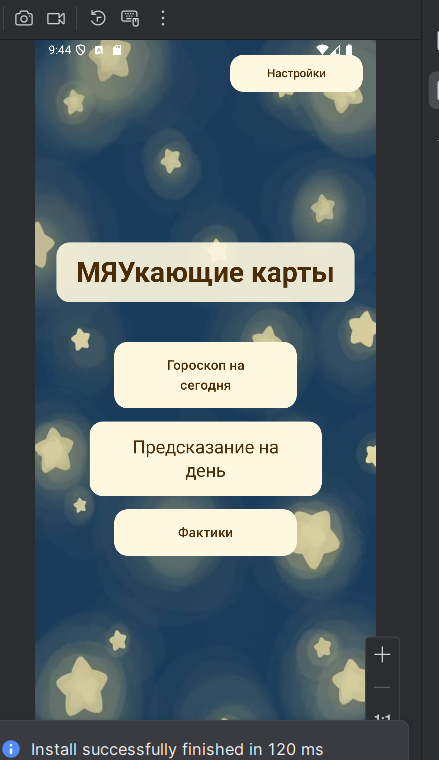 9:44
Настройки
МЯУкающие карты
Гороскоп на
сегодня
Предсказание на
день
Фактики
1:1
Install successfully finished in 120 ms